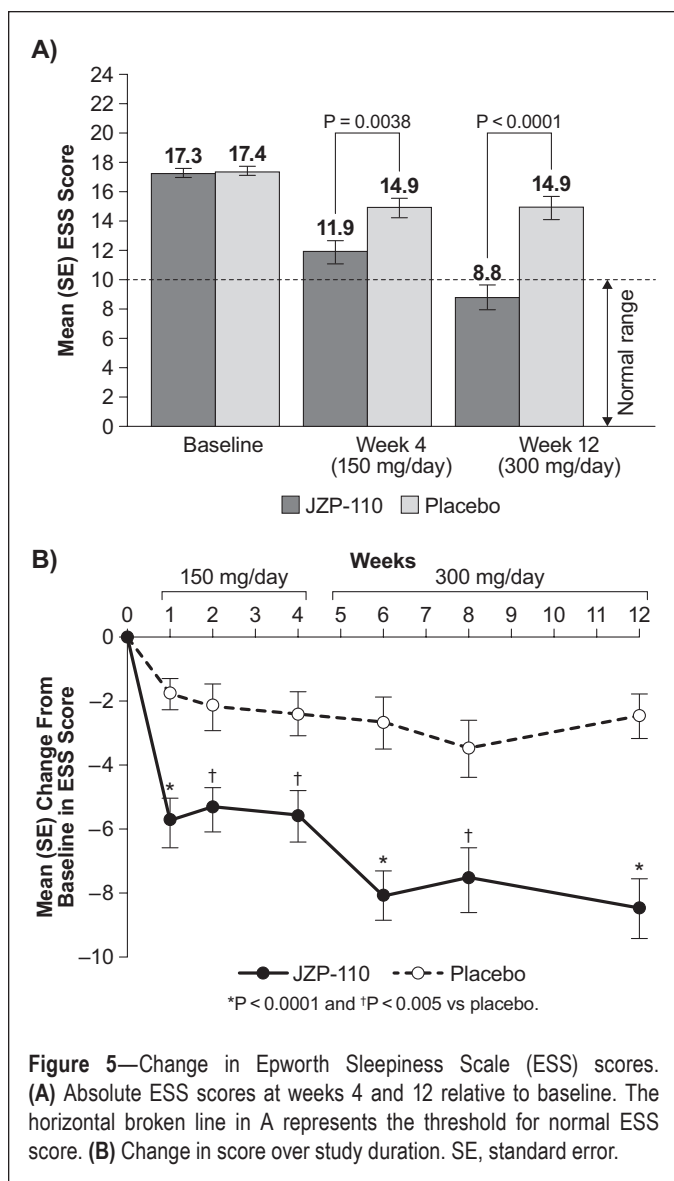 A)
24
22
20
18
16
14
12
10
8
6
4
2
0
Mean (SE) ESS Score
17.3 17.4
P = 0.0038
11.9 14.9
P < 0.0001
8.8 14.9
Normal range
Baseline Week 4 Week 12
(150 mg/day) (300 mg/day)
JZP-110 Placebo
B)
Weeks
150 mg/day 300 mg/day
0 1 2 3 4 5 6 7 8 9 10 11 12
0
–2
–4
–6
–8
–10
Mean (SE) Change From
Baseline in ESS Score
* † † * † *
JZP-110 Placebo
*P < 0.0001 and †P < 0.005 vs placebo.
Figure 5—Change in Epworth Sleepiness Scale (ESS) scores.
(A) Absolute ESS scores at weeks 4 and 12 relative to baseline. The
horizontal broken line in A represents the threshold for normal ESS
score. (B) Change in score over study duration. SE, standard error.